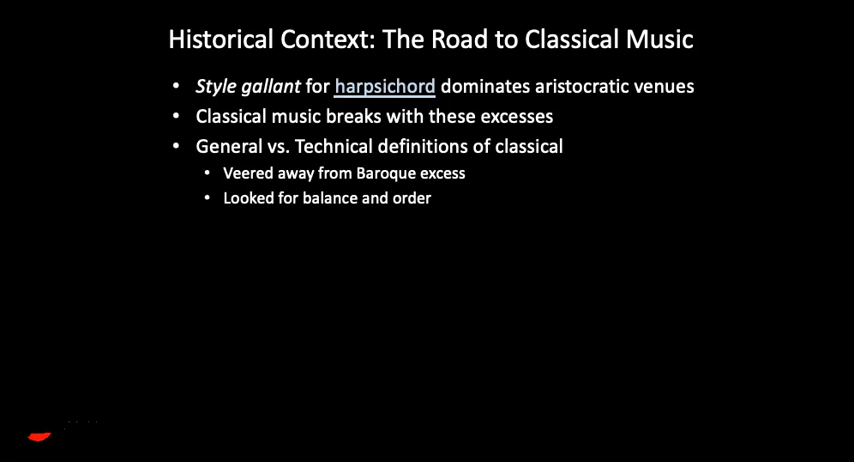 Historical Context: The Road to Classical Music
• Style gallant for harpsichord dominates aristocratic venues
• Classical music breaks with these excesses
• General vs. Technical definitions of classical
• Veered away from Baroque excess
• Looked for balance and order